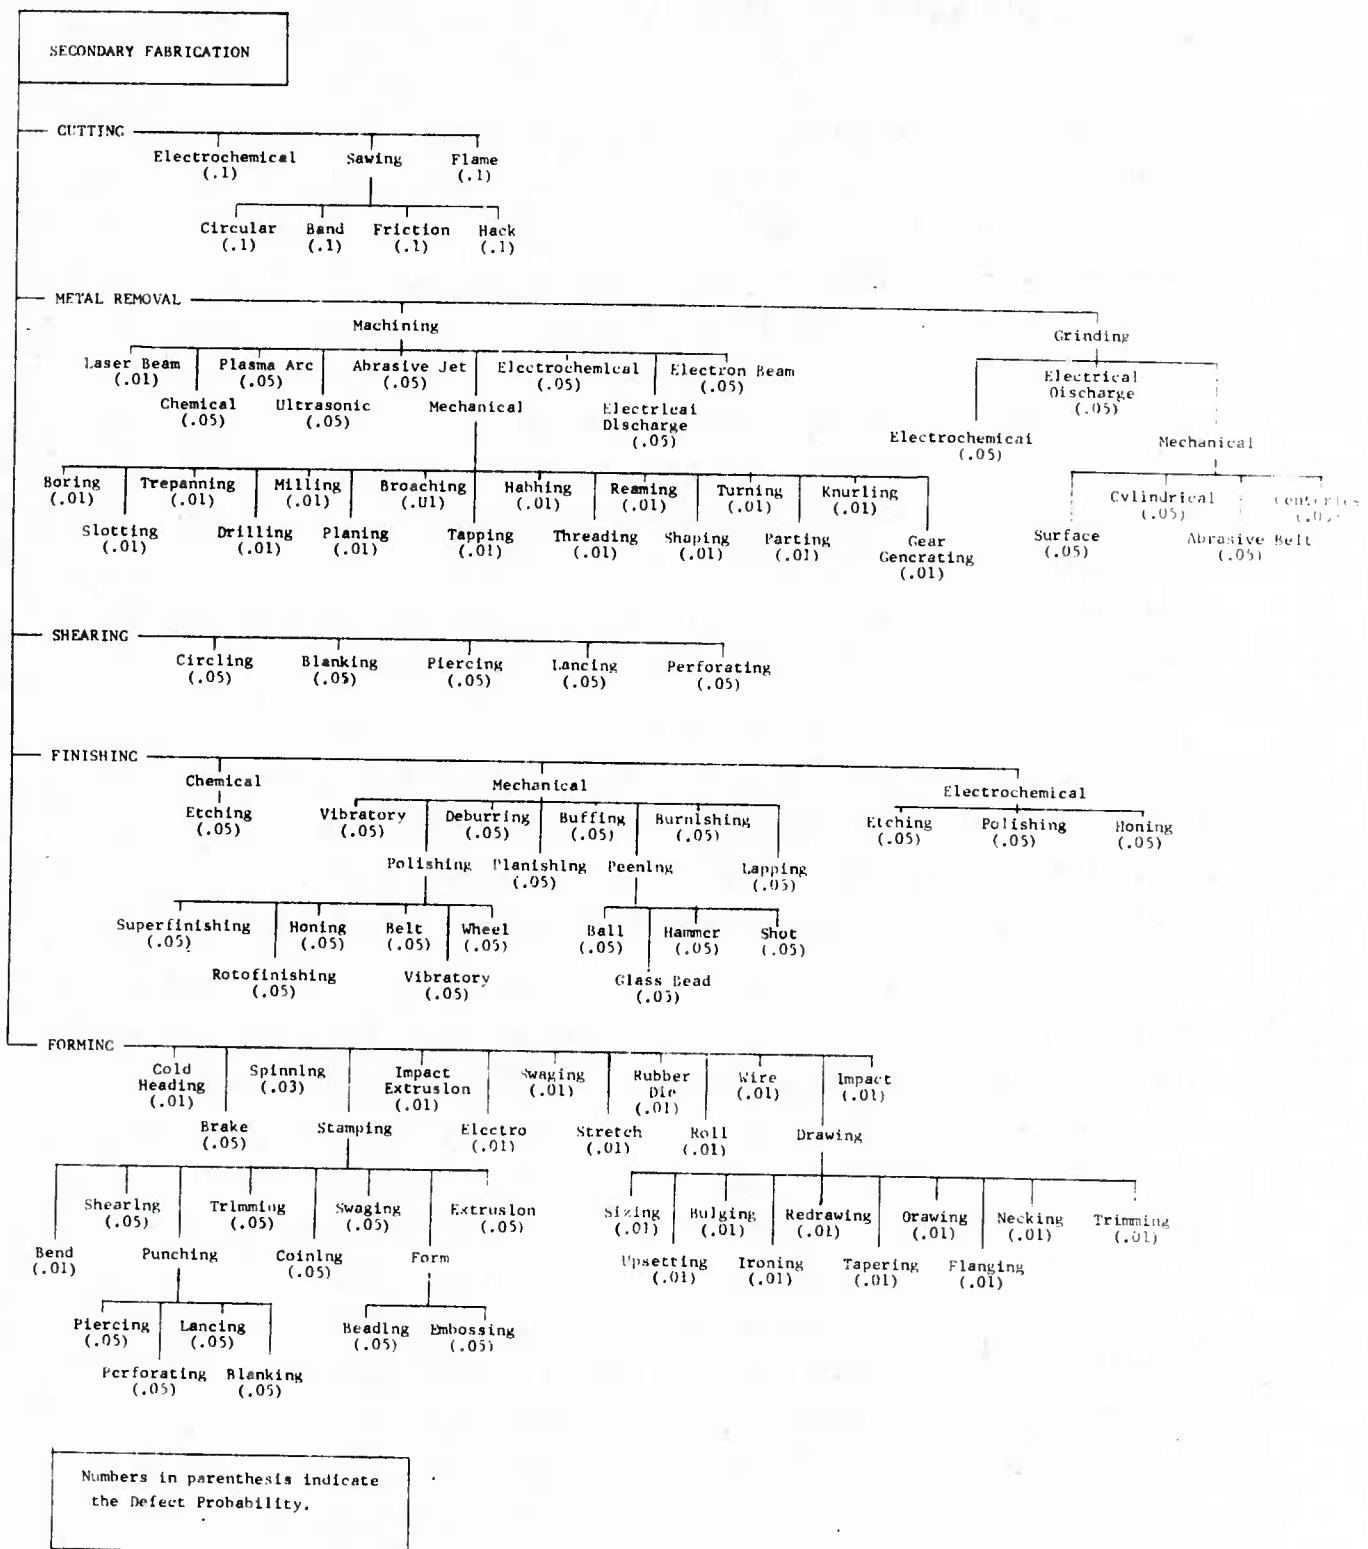 SECONDARY FABRICATION
CUTTING
Electrochemical Sawing Flame
(.1) (.1)
Circular Band Friction Hack
(.1) (.1) (.1) (.1)
METAL REMOVAL
Machining Grinding
Laser Beam Plasma Arc Abrasive Jet Electrochemical Electron Beam
(.01) (.05) (.05) (.05) (.05)
Electrical
Discharge
(.05)
Chemical Ultrasonic Mechanical Electrical
(.05) (.05) Discharge
(.05)
Electrochemical Mechanical
(.05)
Boring Trepanning Milling Broaching Habhing Reaming Turning Knurling
(.01) (.01) (.01) (.01) (.01) (.01) (.01) (.01)
Cylindrical
(.05)
Slotting Drilling Planing Tapping Threading Shaping Parting Gear
(.01) (.01) (.01) (.01) (.01) (.01) (.01) Generating
(.01)
Surface Abrasive Belt
(.05) (.05)
SHEARING
Circling Blanking Piercing Lancing Perforating
(.05) (.05) (.05) (.05) (.05)
FINISHING
Chemical Mechanical Electrochemical
Etching Vibratory Deburring Buffing Burnishing Etching Polishing Honing
(.05) (.05) (.05) (.05) (.05) (.05) (.05) (.05)
Polishing Planishing Peening Lapping
(.05) (.05)
Superfinishing Honing Belt Wheel Ball Hammer Shot
(.05) (.05) (.05) (.05) (.05) (.05) (.05)
Rotofinishing Vibratory Glass Bead
(.05) (.05) (.05)
FORMING
Cold Spinning Impact Swaging Rubber Wire Impact
Heading (.03) Extrusion (.01) Die (.01) (.01)
(.01) (.01) (.01)
Brake Stamping Electro Stretch Roll Drawing
(.05) (.01) (.01) (.01)
Shearing Trimming Swaging Extrusion Sizing Bulging Redrawing Drawing Necking Trimming
(.05) (.05) (.05) (.05) (.01) (.01) (.01) (.01) (.01) (.01)
Bend Punching Coining Form Upsetting Ironing Tapering Flanging
(.01) (.05) (.01) (.01) (.01) (.01)
Piercing Lancing Beading Embossing
(.05) (.05) (.05) (.05)
Perforating Blanking
(.05) (.05)
Numbers in parenthesis indicate
the Defect Probability.